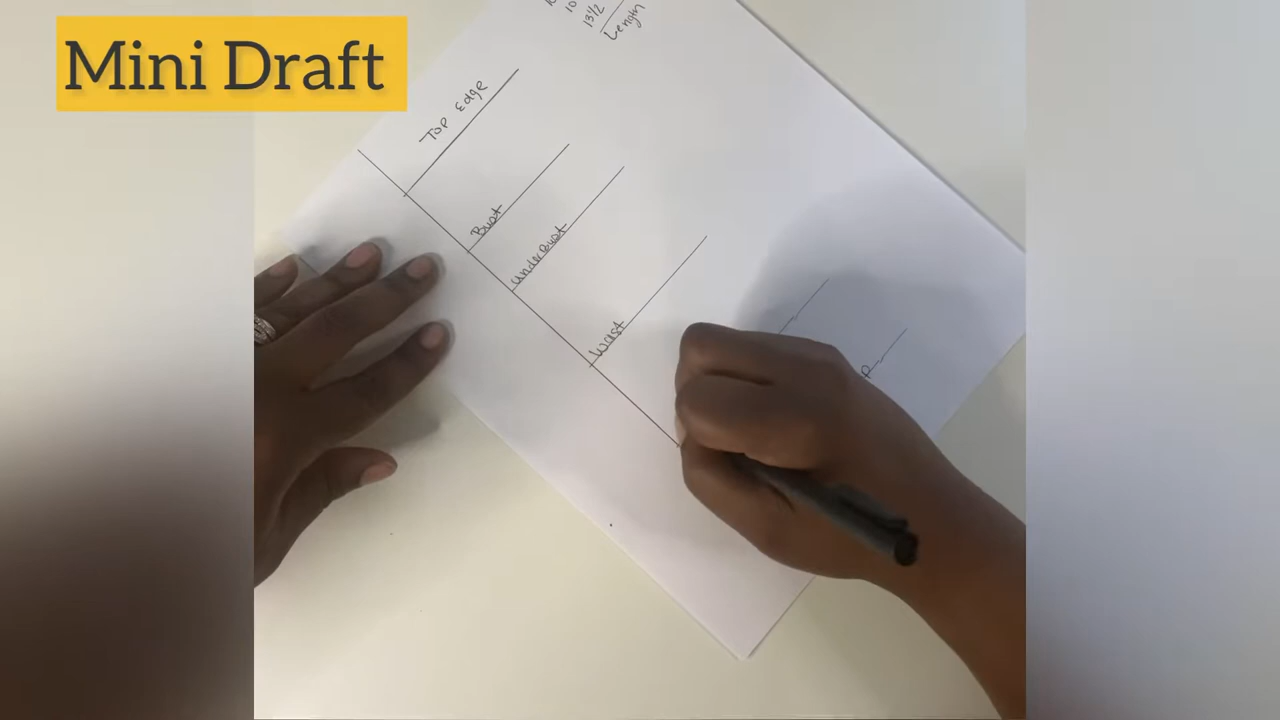 Mini Draft
13½
Length
Top Edge
Bust
UnderBust
Waist